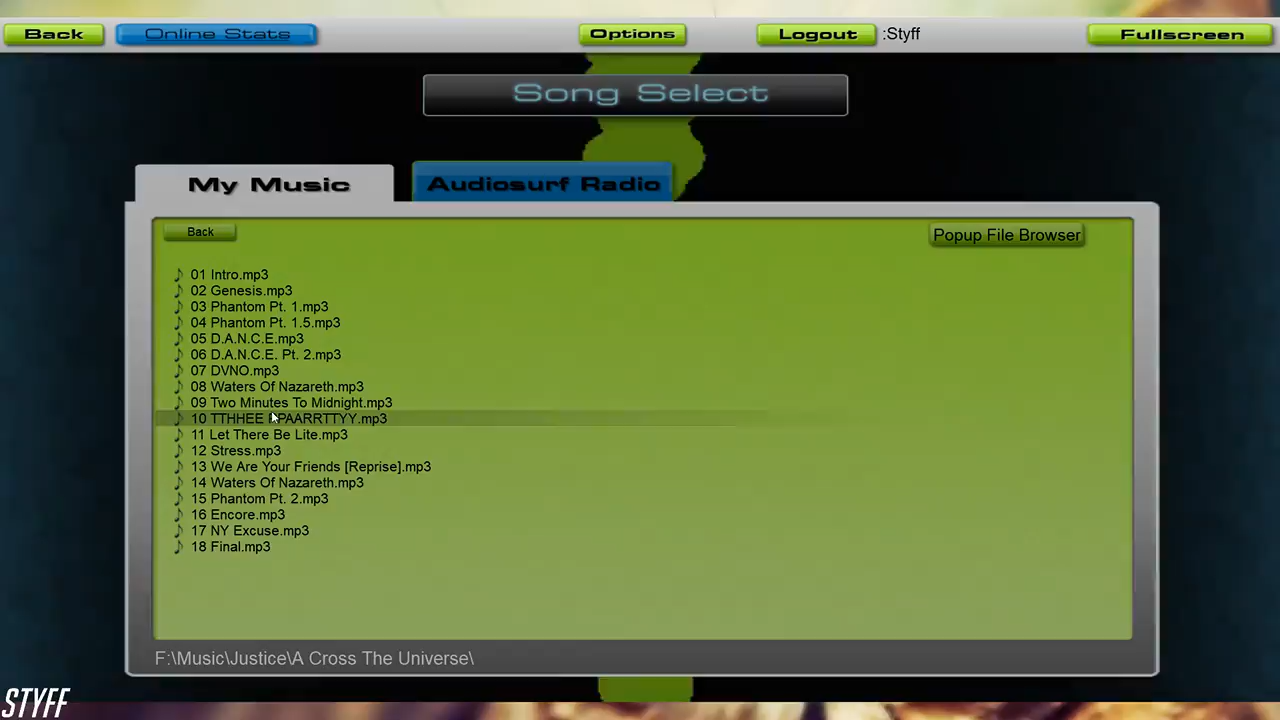 Back Online Stats Options Logout :Styff Fullscreen
Song Select
My Music Audiosurf Radio
Back Popup File Browser
01 Intro.mp3
02 Genesis.mp3
03 Phantom Pt. 1.mp3
04 Phantom Pt. 1.5.mp3
05 D.A.N.C.E.mp3
06 D.A.N.C.E. Pt. 2.mp3
07 DVNO.mp3
08 Waters Of Nazareth.mp3
09 Two Minutes To Midnight.mp3
10 TTHHEE PPAARRTTYY.mp3
11 Let There Be Lite.mp3
12 Stress.mp3
13 We Are Your Friends [Reprise].mp3
14 Waters Of Nazareth.mp3
15 Phantom Pt. 2.mp3
16 Encore.mp3
17 NY Excuse.mp3
18 Final.mp3
F:\Music\Justice\A Cross The Universe\
STYFF